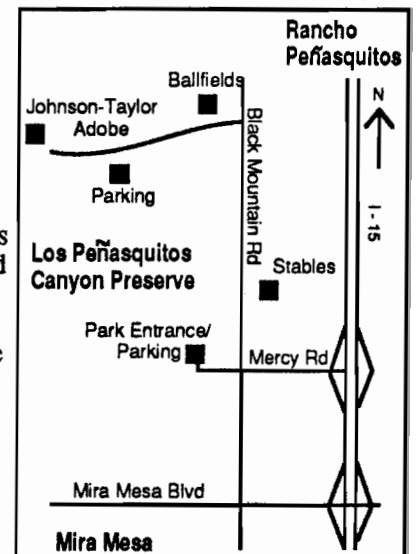 Rancho
Peñasquitos
Ballfields
N
Johnson-Taylor
Adobe
Black Mountain Rd
Parking
I-15
Los Peñasquitos
Canyon Preserve
Stables
Park Entrance/
Parking
Mercy Rd
Mira Mesa Blvd
Mira Mesa